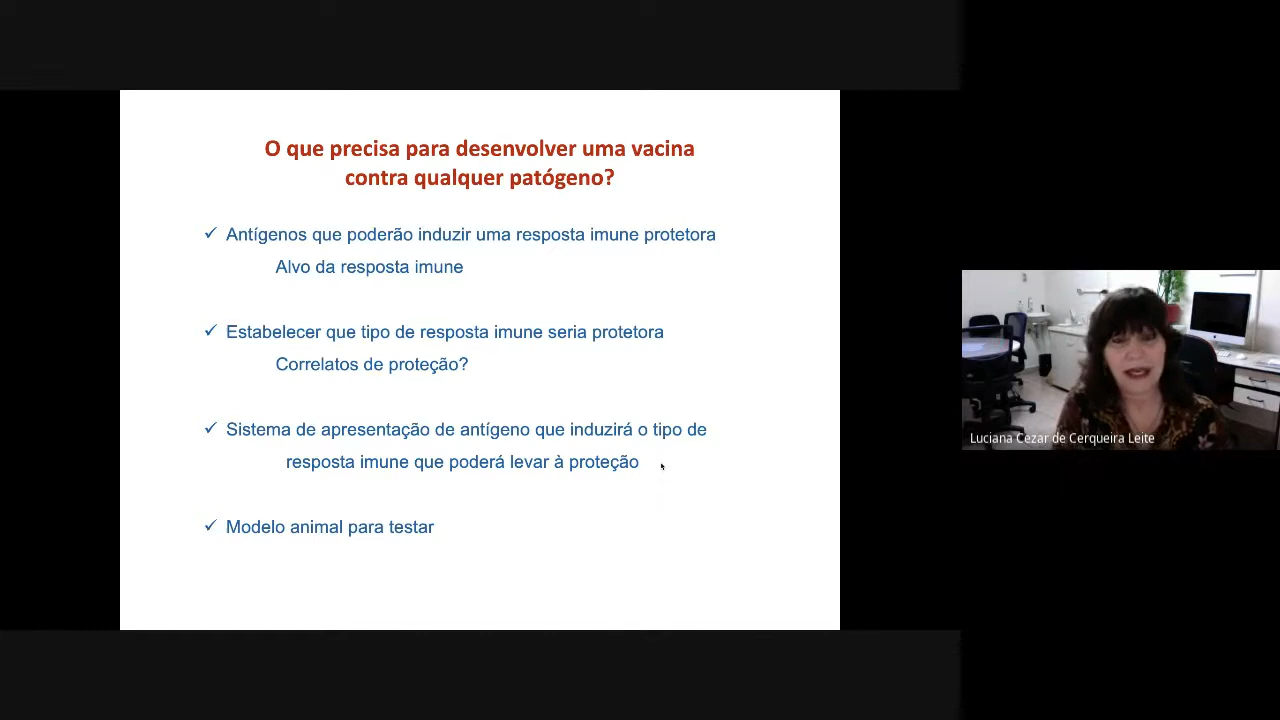 O que precisa para desenvolver uma vacina
contra qualquer patógeno?
✓ Antígenos que poderão induzir uma resposta imune protetora
Alvo da resposta imune
✓ Estabelecer que tipo de resposta imune seria protetora
Correlatos de proteção?
✓ Sistema de apresentação de antígeno que induzirá o tipo de
resposta imune que poderá levar à proteção
✓ Modelo animal para testar
Luciana Cezar de Cerqueira Leite